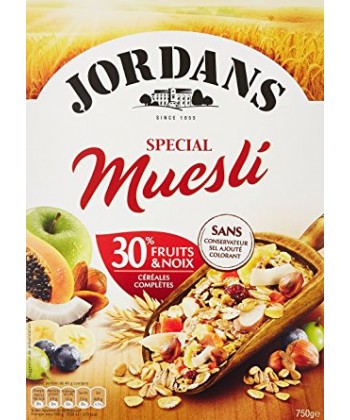 JORDANS
SINCE 1855
SPECIAL
Muesli
30% FRUITS
& NOIX
CÉRÉALES
COMPLÈTES
SANS
CONSERVATEUR
SEL AJOUTÉ
COLORANT
750g℮